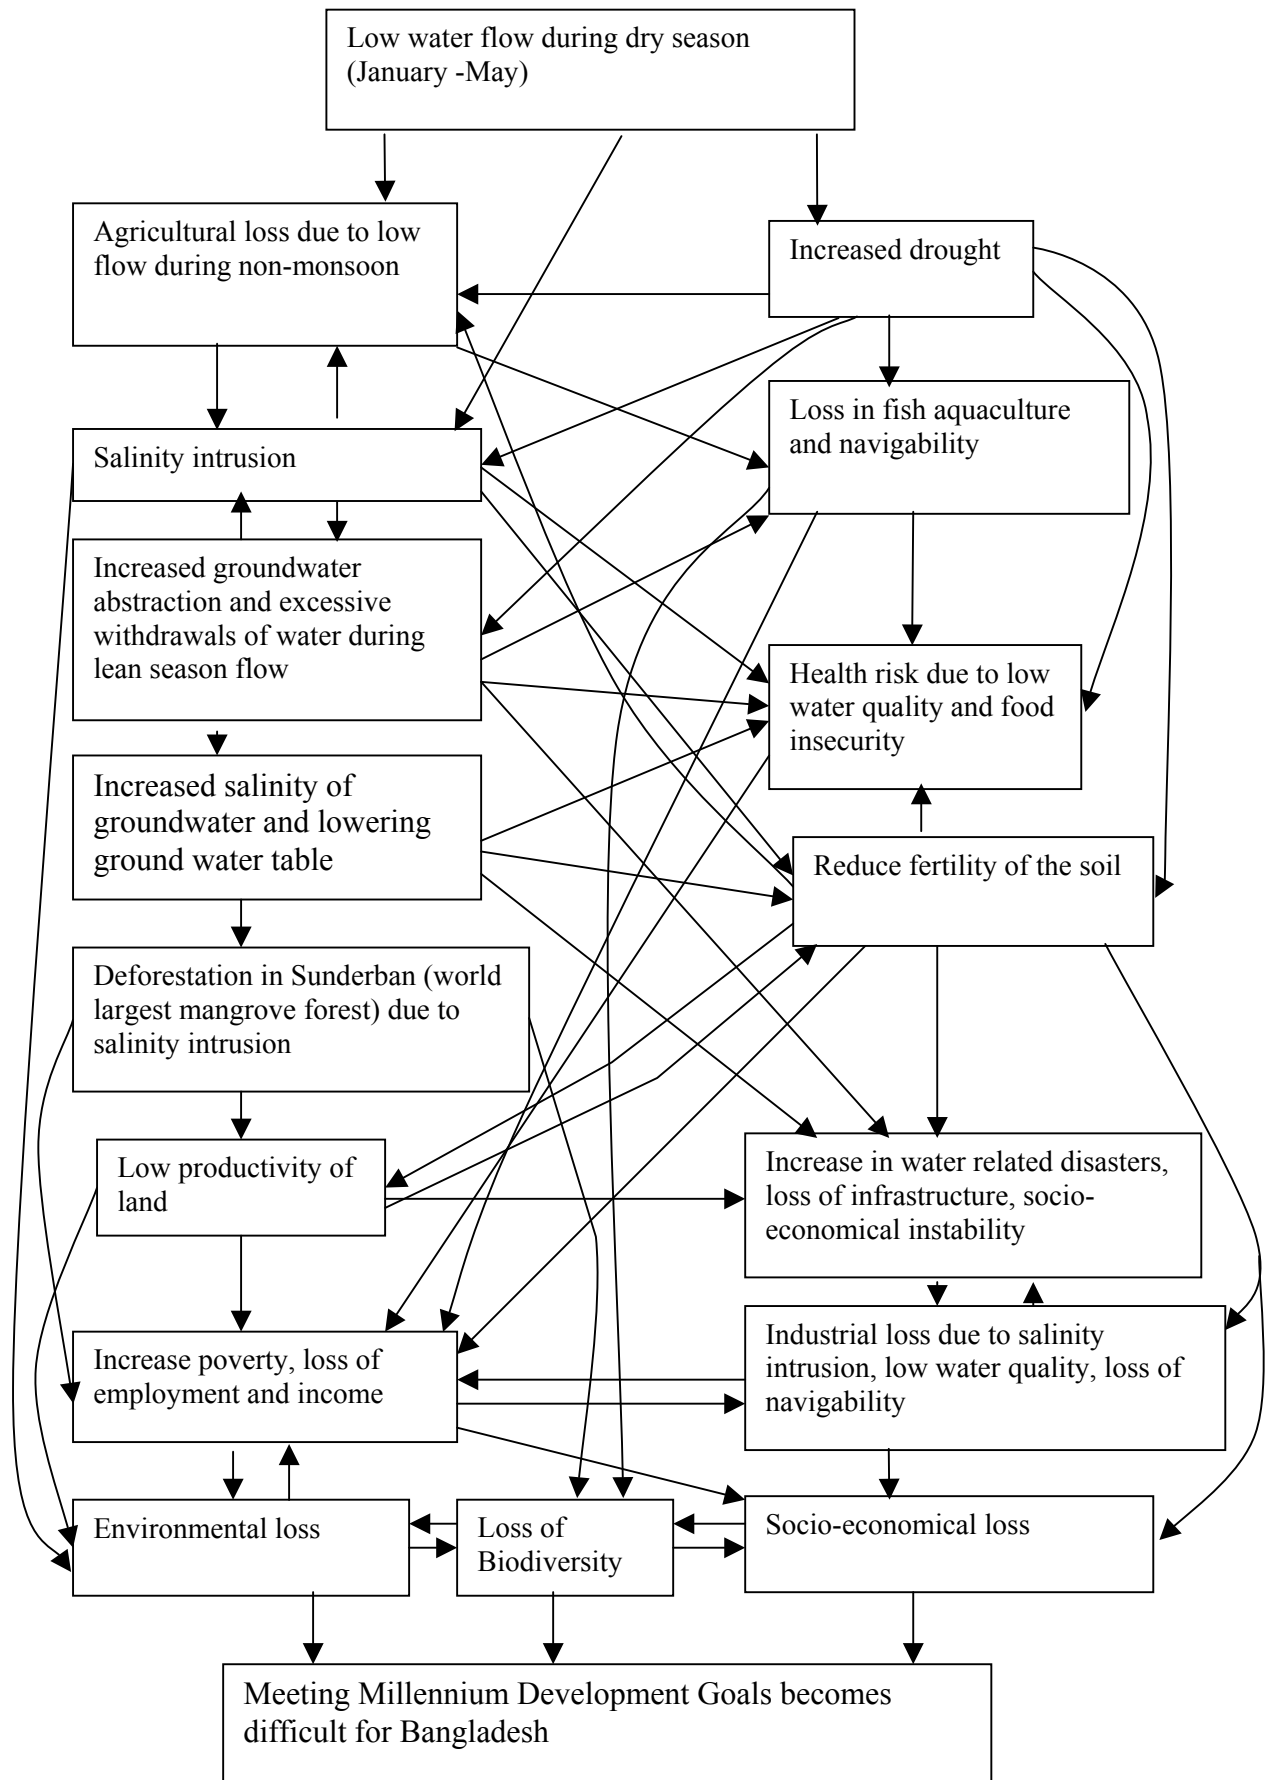 Low water flow during dry season
(January -May)
Agricultural loss due to low
flow during non-monsoon
Increased drought
Loss in fish aquaculture
and navigability
Salinity intrusion
Increased groundwater
abstraction and excessive
withdrawals of water during
lean season flow
Health risk due to low
water quality and food
insecurity
Increased salinity of
groundwater and lowering
ground water table
Reduce fertility of the soil
Deforestation in Sunderban (world
largest mangrove forest) due to
salinity intrusion
Low productivity of
land
Increase in water related disasters,
loss of infrastructure, socio-
economical instability
Increase poverty, loss of
employment and income
Industrial loss due to salinity
intrusion, low water quality, loss of
navigability
Environmental loss
Loss of
Biodiversity
Socio-economical loss
Meeting Millennium Development Goals becomes
difficult for Bangladesh